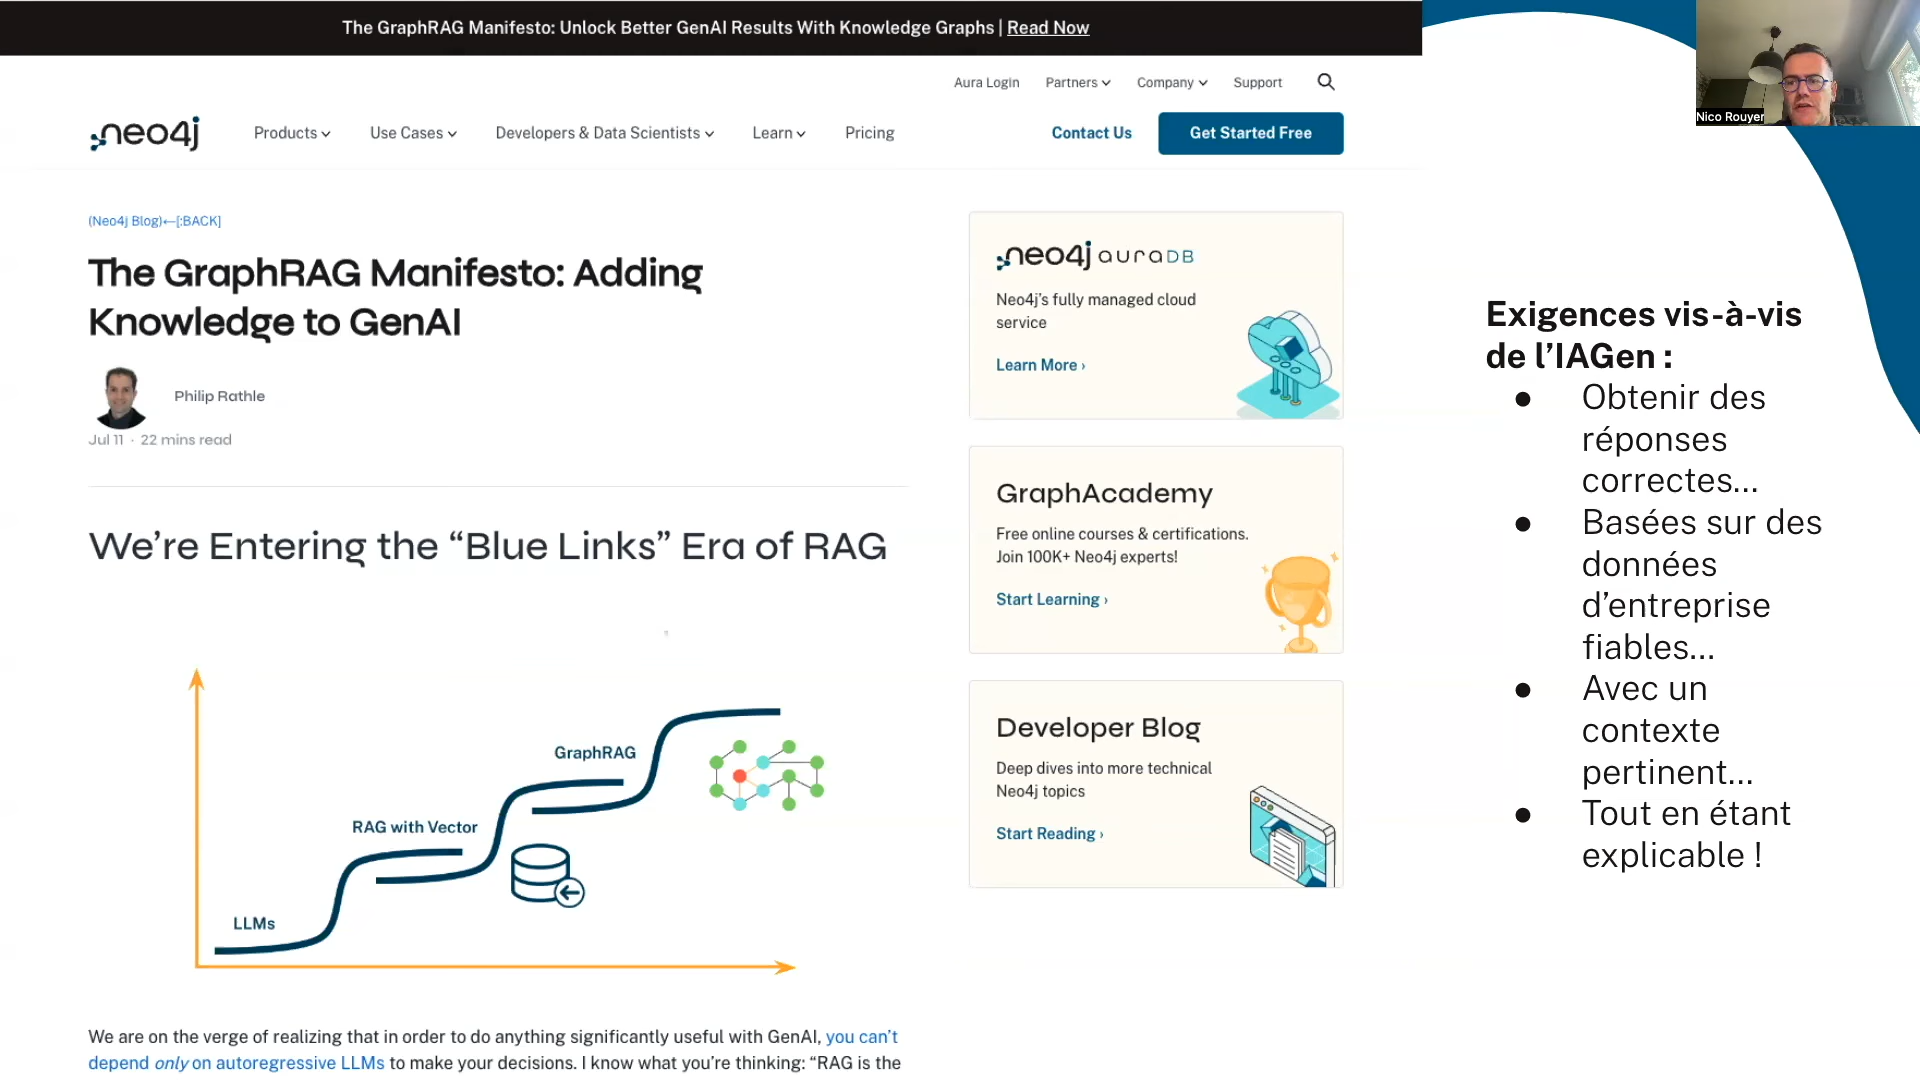 The GraphRAG Manifesto: Unlock Better GenAI Results With Knowledge Graphs | Read Now
Aura Login Partners Company Support
neo4j Products Use Cases Developers & Data Scientists Learn Pricing Contact Us Get Started Free
(Neo4j Blog)←[:BACK]
The GraphRAG Manifesto: Adding
Knowledge to GenAI
Philip Rathle
Jul 11 · 22 mins read
We’re Entering the “Blue Links” Era of RAG
GraphRAG
RAG with Vector
LLMs
We are on the verge of realizing that in order to do anything significantly useful with GenAI, you can’t
depend only on autoregressive LLMs to make your decisions. I know what you’re thinking: “RAG is the
neo4j auraDB
Neo4j’s fully managed cloud
service
Learn More ›
GraphAcademy
Free online courses & certifications.
Join 100K+ Neo4j experts!
Start Learning ›
Developer Blog
Deep dives into more technical
Neo4j topics
Start Reading ›
Nico Rouyer
Exigences vis-à-vis
de l’IAGen :
● Obtenir des
réponses
correctes...
● Basées sur des
données
d’entreprise
fiables...
● Avec un
contexte
pertinent...
● Tout en étant
explicable !